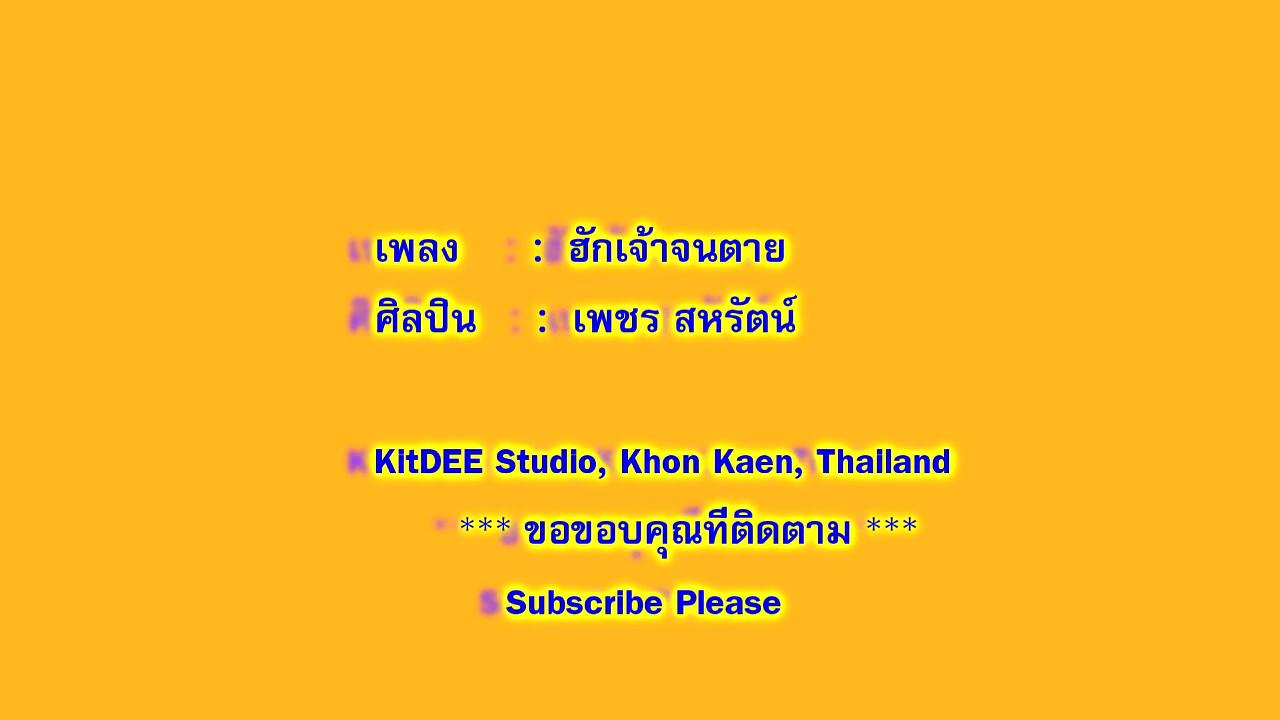 เพลง : ฮักเจ้าจนตาย
ศิลปิน : เพชร สหรัตน์
KitDEE Studio, Khon Kaen, Thailand
*** ขอขอบคุณที่ติดตาม ***
Subscribe Please